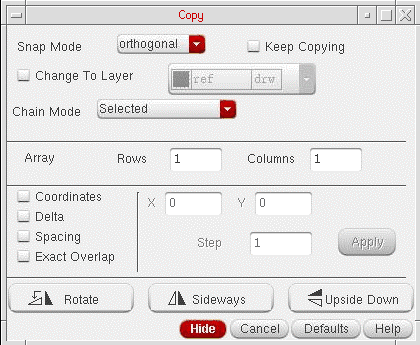 Copy
Snap Mode orthogonal Keep Copying
Change To Layer ref drw
Chain Mode Selected
Array Rows 1 Columns 1
Coordinates X 0 Y 0
Delta
Spacing Step 1 Apply
Exact Overlap
Rotate Sideways Upside Down
Hide Cancel Defaults Help